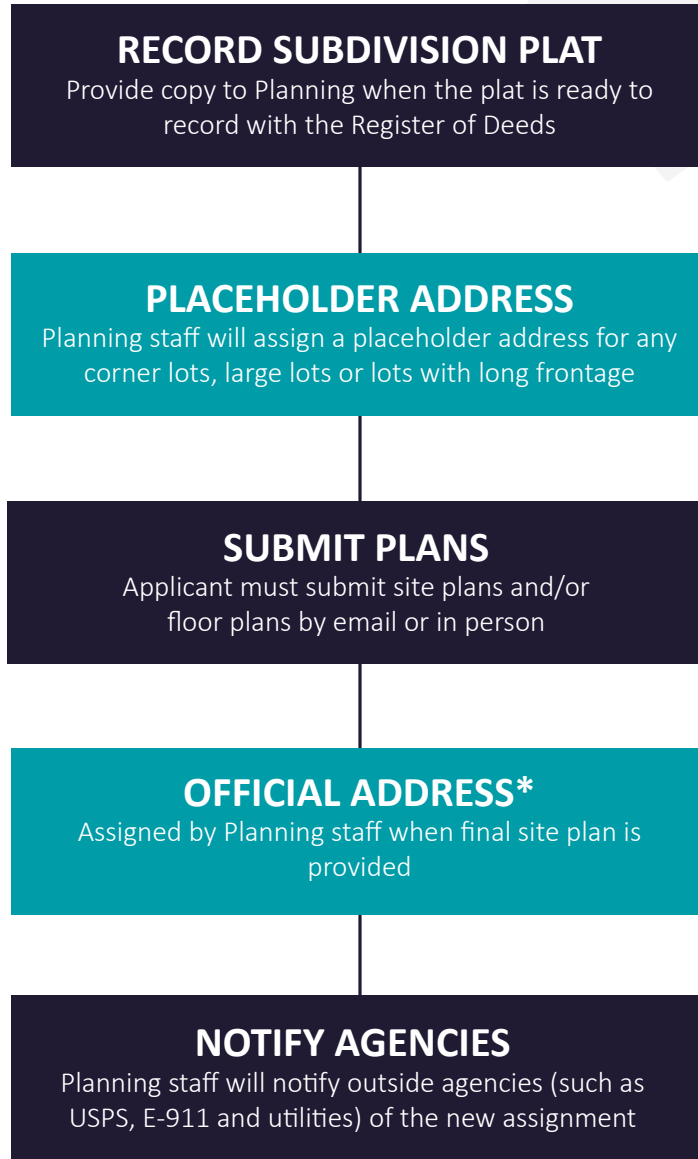 RECORD SUBDIVISION PLAT
Provide copy to Planning when the plat is ready to
record with the Register of Deeds
PLACEHOLDER ADDRESS
Planning staff will assign a placeholder address for any
corner lots, large lots or lots with long frontage
SUBMIT PLANS
Applicant must submit site plans and/or
floor plans by email or in person
OFFICIAL ADDRESS*
Assigned by Planning staff when final site plan is
provided
NOTIFY AGENCIES
Planning staff will notify outside agencies (such as
USPS, E-911 and utilities) of the new assignment